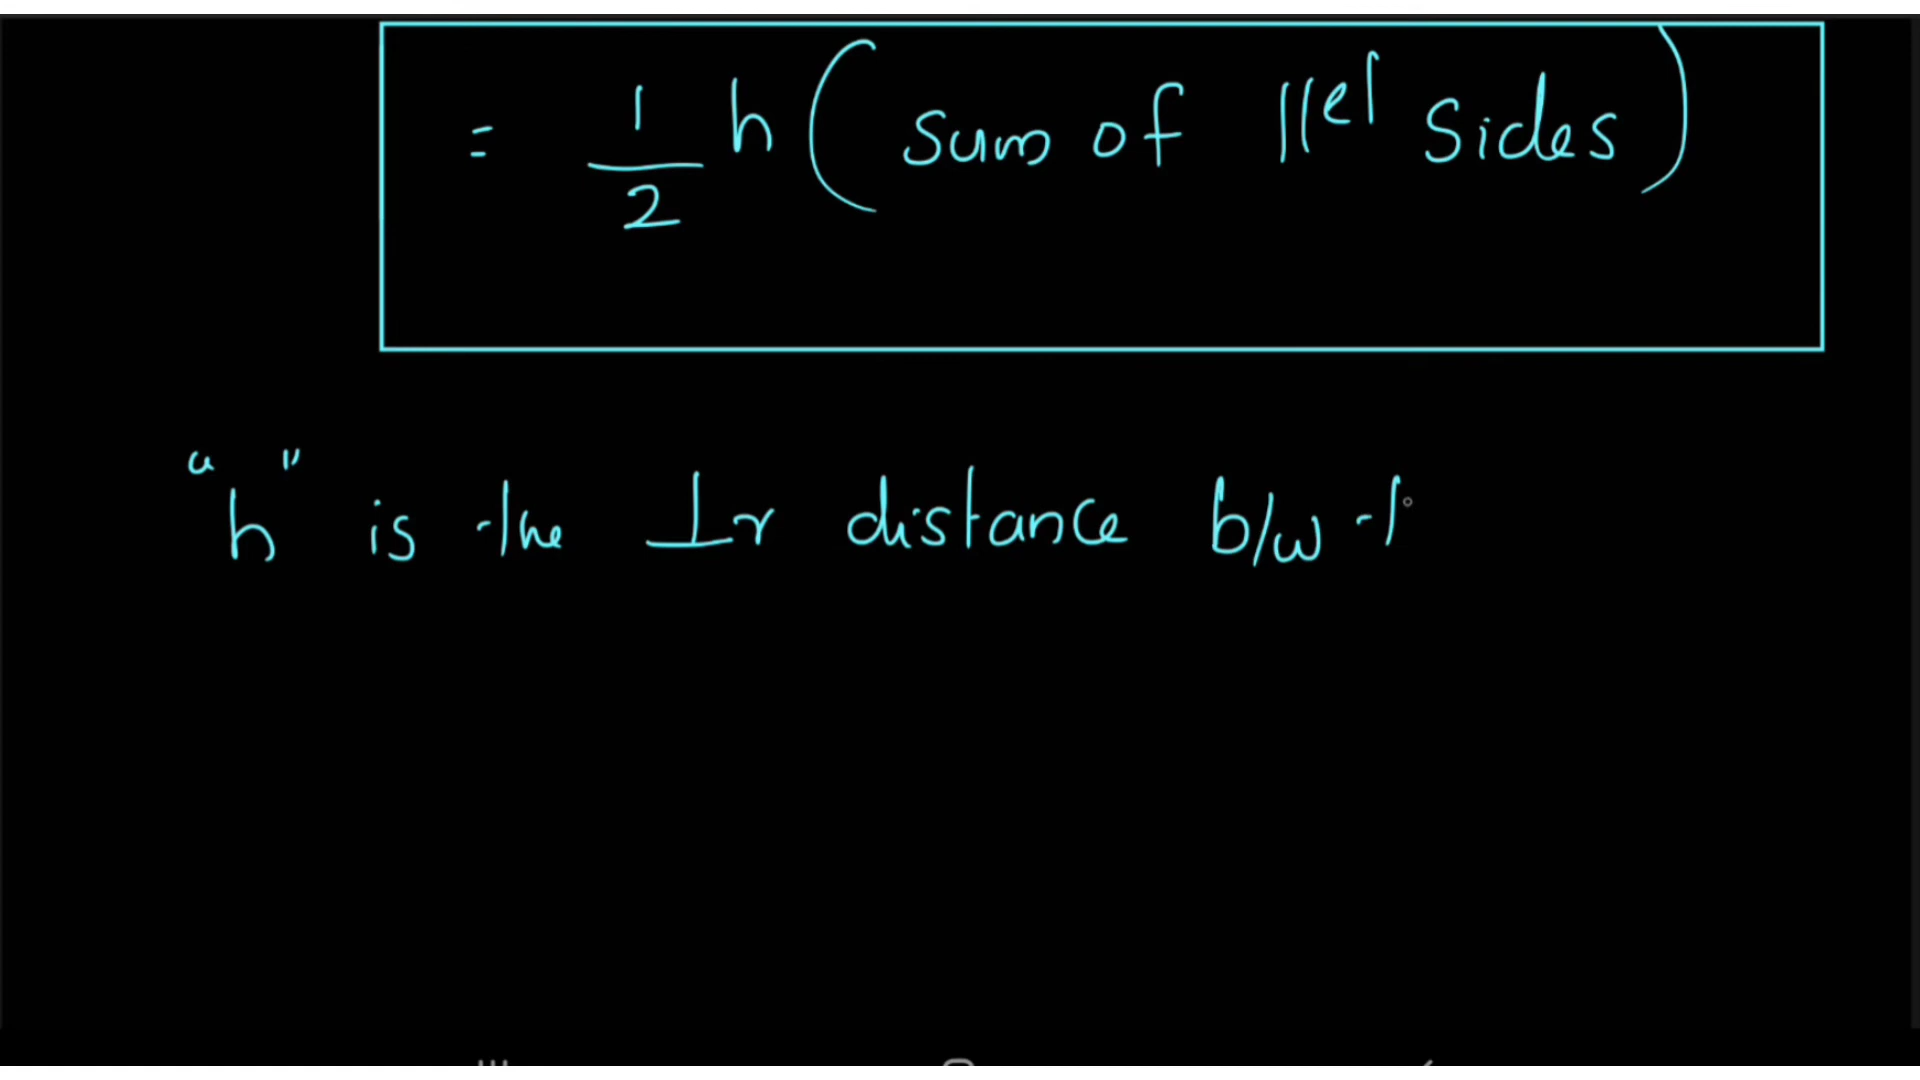 = 1/2 h ( Sum of ||el Sides )
"h" is the ⊥r distance b/w t